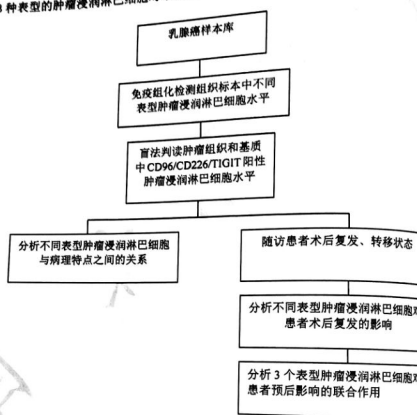 种表型的肿瘤浸润淋巴细胞
乳腺癌样本库
免疫组化检测组织标本中不同
表型肿瘤浸润淋巴细胞水平
盲法判读肿瘤组织和基质
中CD96/CD226/TIGIT阳性
肿瘤浸润淋巴细胞水平
分析不同表型肿瘤浸润淋巴细胞
与病理特点之间的关系
随访患者术后复发、转移状态
分析不同表型肿瘤浸润淋巴细胞
患者术后复发的影响
分析3个表型肿瘤浸润淋巴细胞
患者预后影响的联合作用